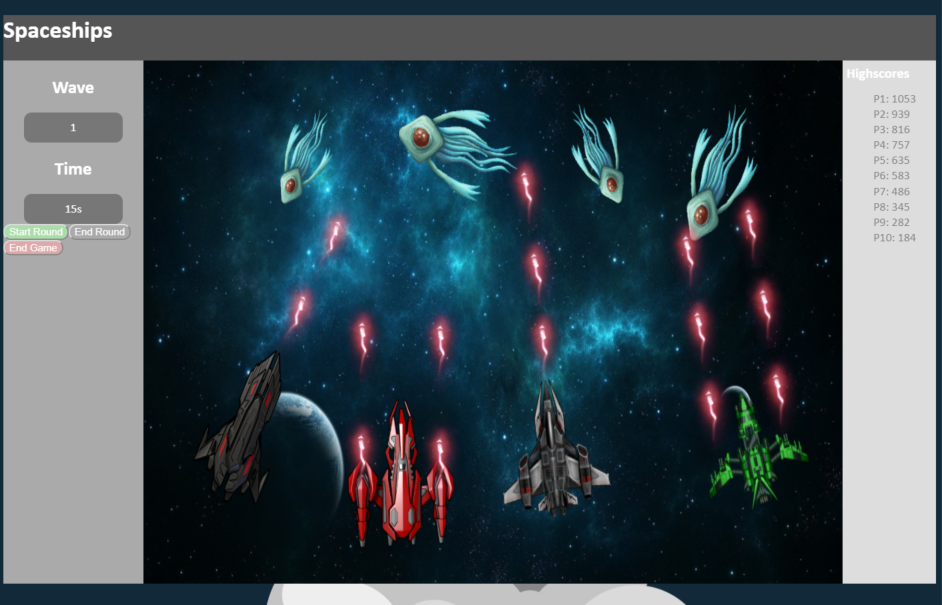 Spaceships
Wave
1
Time
15s
Start Round
End Round
End Game
Highscores
P1: 1053
P2: 939
P3: 816
P4: 757
P5: 635
P6: 583
P7: 486
P8: 345
P9: 282
P10: 184